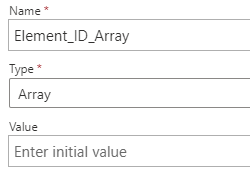 Name *
Element_ID_Array
Type *
Array
Value
Enter initial value